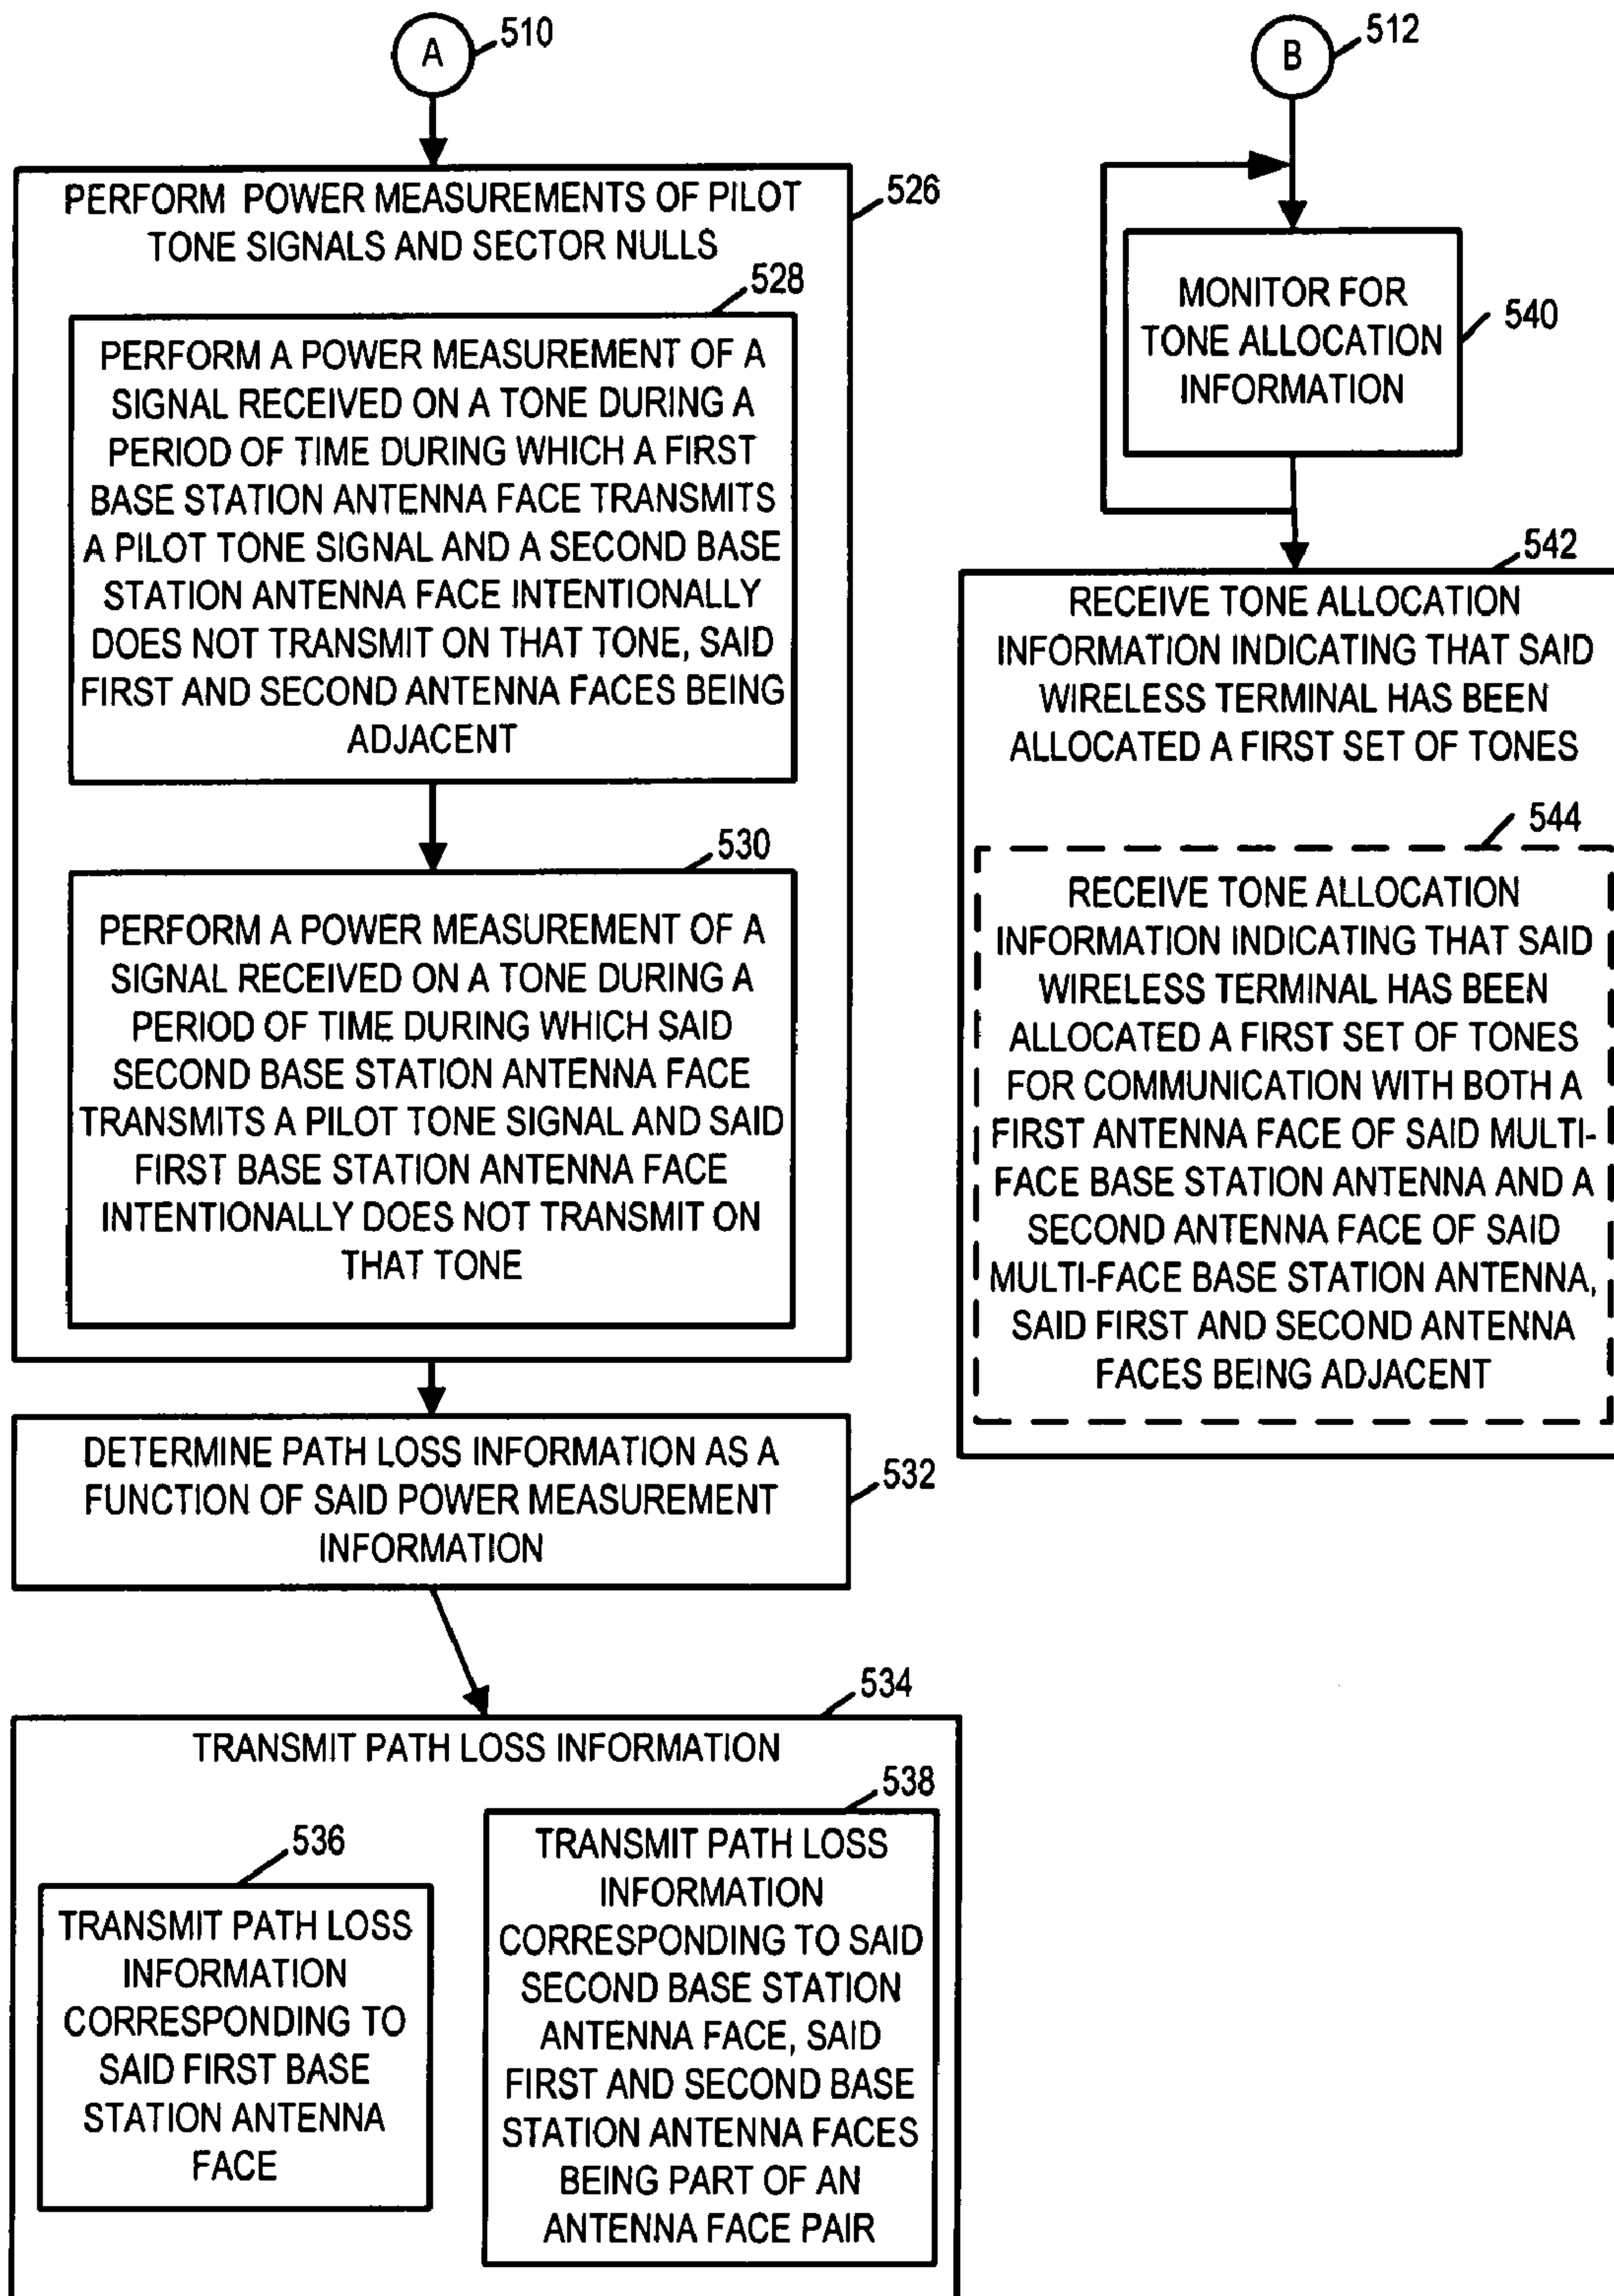 A
510
PERFORM POWER MEASUREMENTS OF PILOT
TONE SIGNALS AND SECTOR NULLS
526
528
PERFORM A POWER MEASUREMENT OF A
SIGNAL RECEIVED ON A TONE DURING A
PERIOD OF TIME DURING WHICH A FIRST
BASE STATION ANTENNA FACE TRANSMITS
A PILOT TONE SIGNAL AND A SECOND BASE
STATION ANTENNA FACE INTENTIONALLY
DOES NOT TRANSMIT ON THAT TONE, SAID
FIRST AND SECOND ANTENNA FACES BEING
ADJACENT
530
PERFORM A POWER MEASUREMENT OF A
SIGNAL RECEIVED ON A TONE DURING A
PERIOD OF TIME DURING WHICH SAID
SECOND BASE STATION ANTENNA FACE
TRANSMITS A PILOT TONE SIGNAL AND SAID
FIRST BASE STATION ANTENNA FACE
INTENTIONALLY DOES NOT TRANSMIT ON
THAT TONE
DETERMINE PATH LOSS INFORMATION AS A
FUNCTION OF SAID POWER MEASUREMENT
INFORMATION
532
534
TRANSMIT PATH LOSS INFORMATION
536
TRANSMIT PATH LOSS
INFORMATION
CORRESPONDING TO
SAID FIRST BASE
STATION ANTENNA
FACE
538
TRANSMIT PATH LOSS
INFORMATION
CORRESPONDING TO SAID
SECOND BASE STATION
ANTENNA FACE, SAID
FIRST AND SECOND BASE
STATION ANTENNA FACES
BEING PART OF AN
ANTENNA FACE PAIR
B
512
MONITOR FOR
TONE ALLOCATION
INFORMATION
540
542
RECEIVE TONE ALLOCATION
INFORMATION INDICATING THAT SAID
WIRELESS TERMINAL HAS BEEN
ALLOCATED A FIRST SET OF TONES
544
RECEIVE TONE ALLOCATION
INFORMATION INDICATING THAT SAID
WIRELESS TERMINAL HAS BEEN
ALLOCATED A FIRST SET OF TONES
FOR COMMUNICATION WITH BOTH A
FIRST ANTENNA FACE OF SAID MULTI-
FACE BASE STATION ANTENNA AND A
SECOND ANTENNA FACE OF SAID
MULTI-FACE BASE STATION ANTENNA,
SAID FIRST AND SECOND ANTENNA
FACES BEING ADJACENT